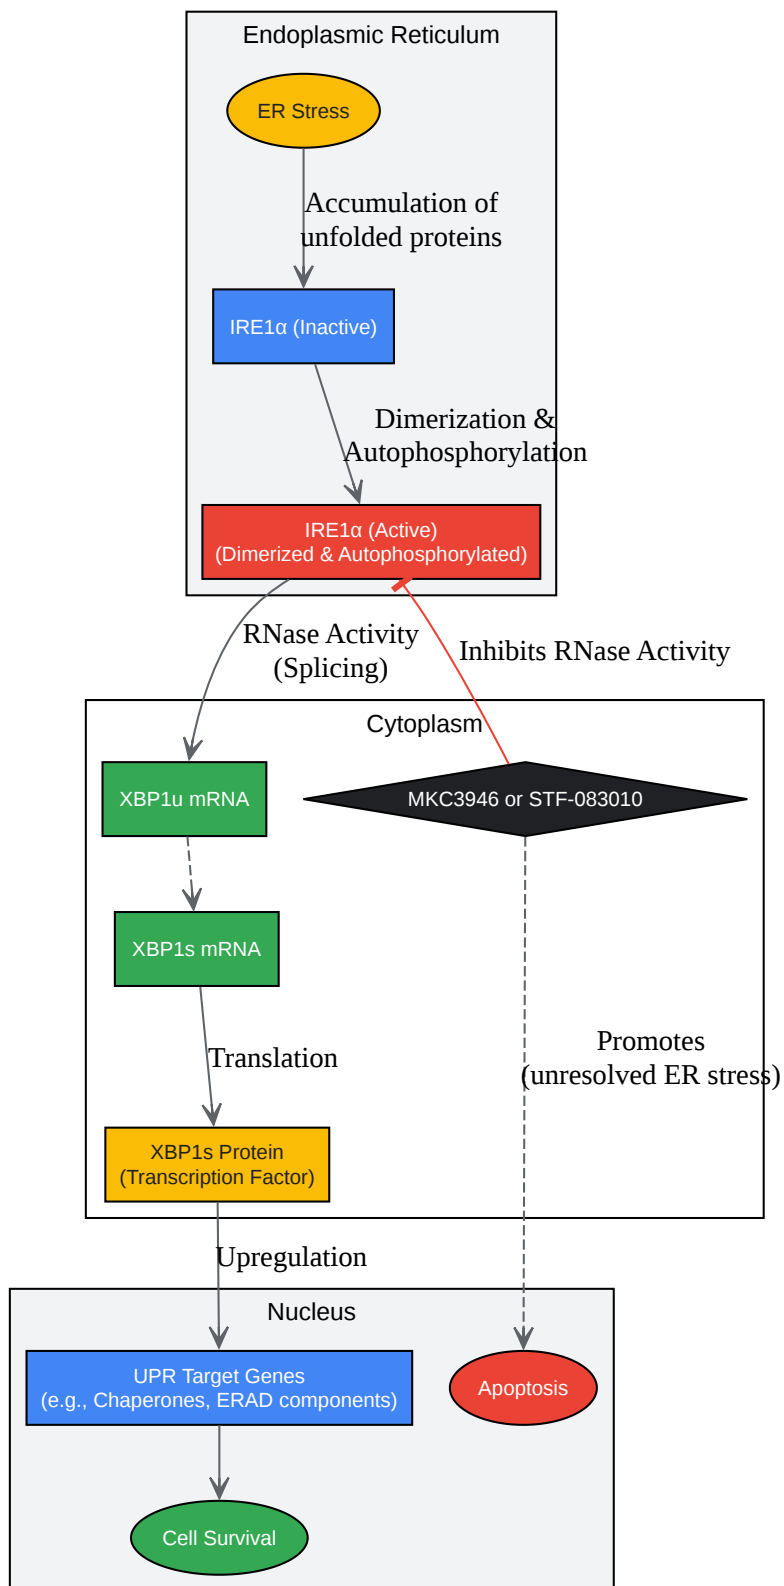 Endoplasmic Reticulum
ER Stress
Accumulation of
unfolded proteins
IRE1α (Inactive)
Dimerization &
Autophosphorylation
IRE1α (Active)
(Dimerized & Autophosphorylated)
RNase Activity
(Splicing)
Inhibits RNase Activity
Cytoplasm
XBP1u mRNA
MKC3946 or STF-083010
XBP1s mRNA
Translation
Promotes
(unresolved ER stress)
XBP1s Protein
(Transcription Factor)
Upregulation
Nucleus
UPR Target Genes
(e.g., Chaperones, ERAD components)
Apoptosis
Cell Survival